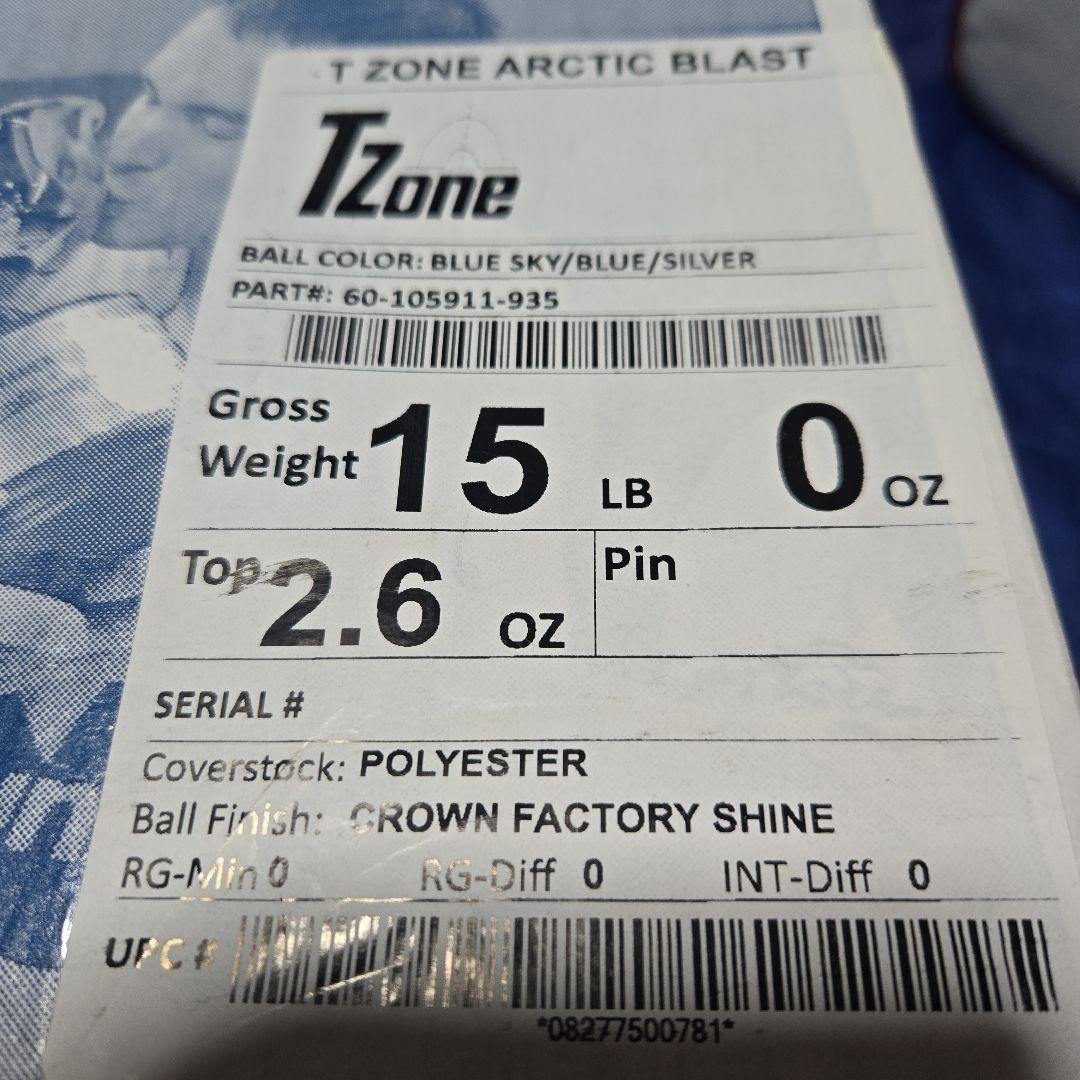 T ZONE ARCTIC BLAST
TZone
BALL COLOR: BLUE SKY/BLUE/SILVER
PART#: 60-105911-935
Gross Weight 15 LB 0 OZ
Top 2.6 OZ Pin
SERIAL #
Coverstock: POLYESTER
Ball Finish: CROWN FACTORY SHINE
RG-Min 0 RG-Diff 0 INT-Diff 0
UPC #
*08277500781*